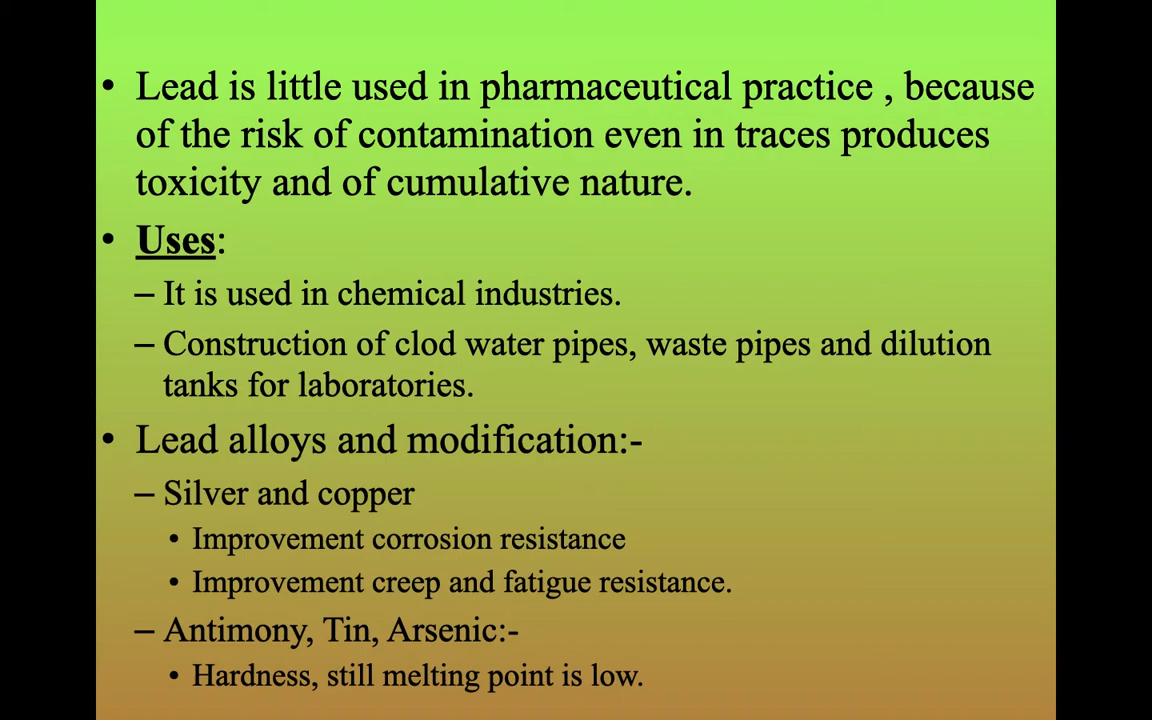 • Lead is little used in pharmaceutical practice , because
of the risk of contamination even in traces produces
toxicity and of cumulative nature.
• Uses:
– It is used in chemical industries.
– Construction of clod water pipes, waste pipes and dilution
tanks for laboratories.
• Lead alloys and modification:-
– Silver and copper
• Improvement corrosion resistance
• Improvement creep and fatigue resistance.
– Antimony, Tin, Arsenic:-
• Hardness, still melting point is low.